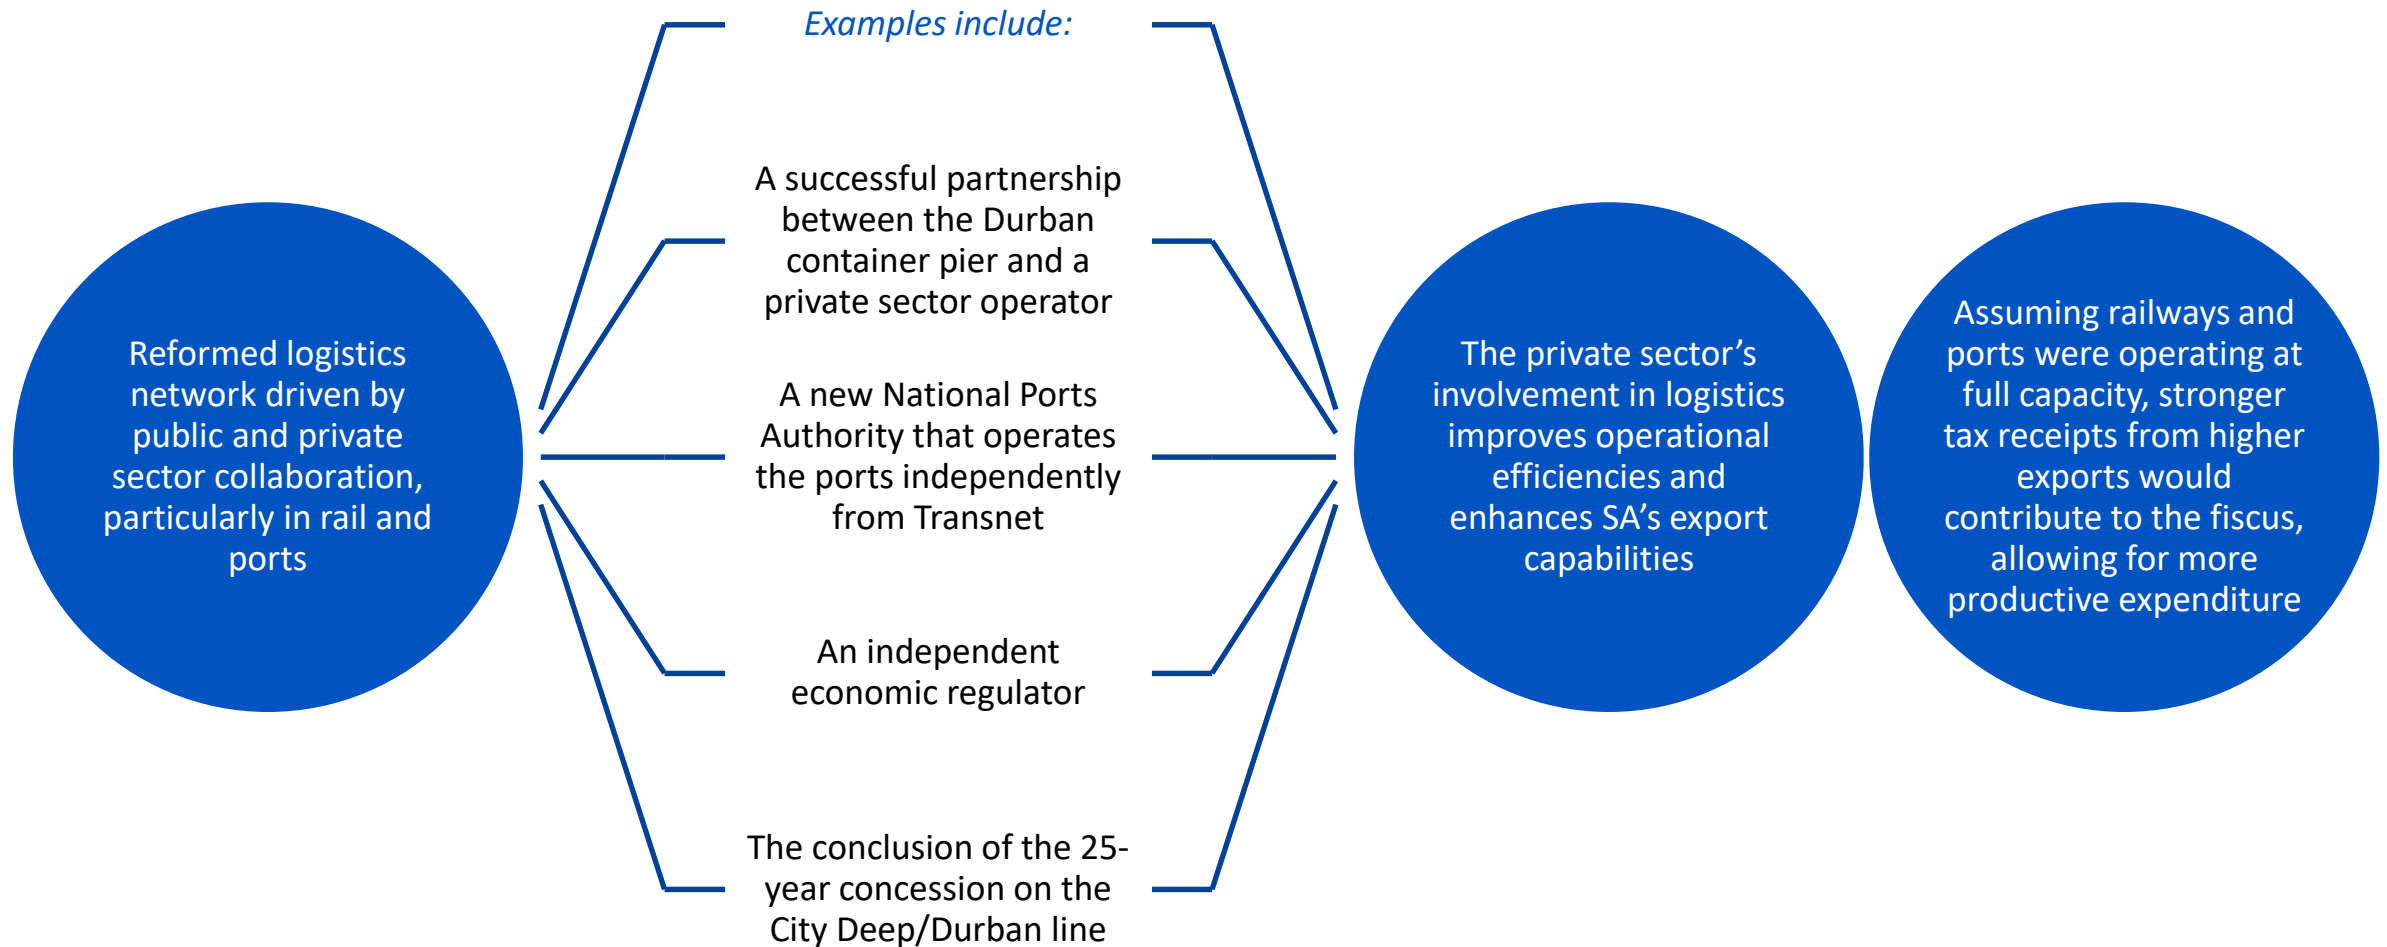 Reformed logistics
network driven by
public and private
sector collaboration,
particularly in rail and
ports
Examples include:
A successful partnership
between the Durban
container pier and a
private sector operator
A new National Ports
Authority that operates
the ports independently
from Transnet
An independent
economic regulator
The conclusion of the 25-
year concession on the
City Deep/Durban line
The private sector’s
involvement in logistics
improves operational
efficiencies and
enhances SA’s export
capabilities
Assuming railways and
ports were operating at
full capacity, stronger
tax receipts from higher
exports would
contribute to the fiscus,
allowing for more
productive expenditure